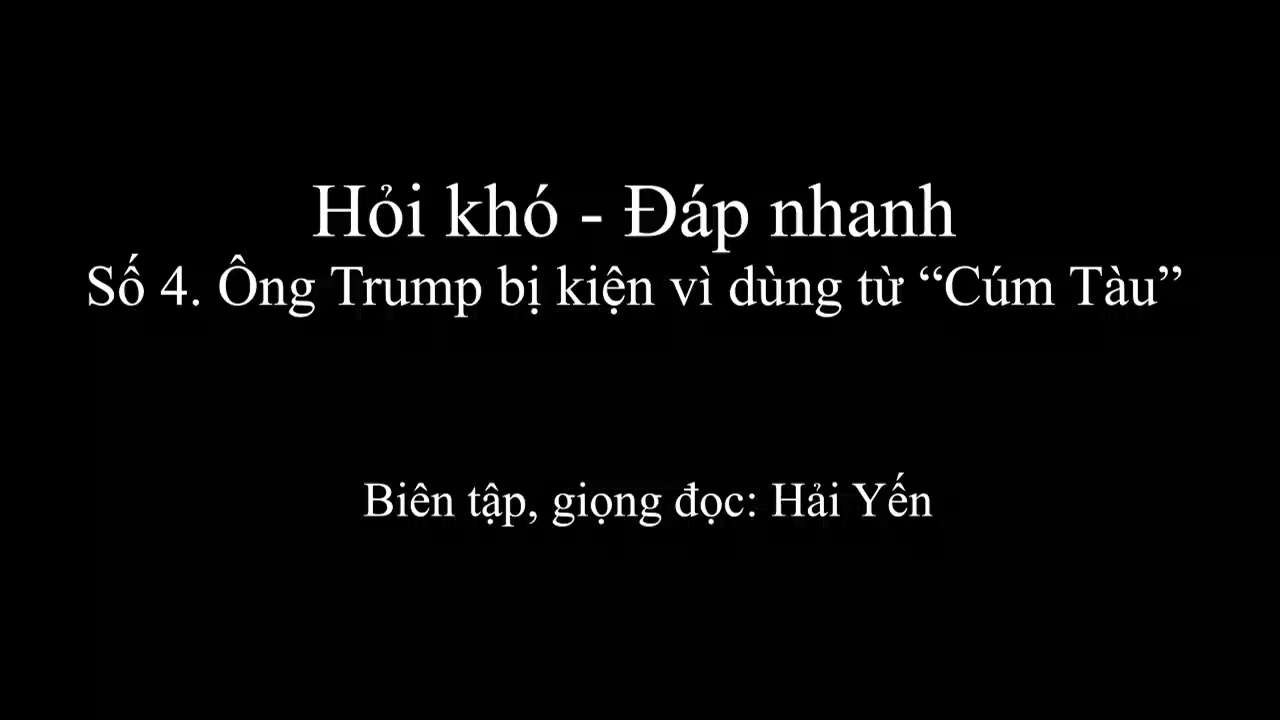 Hỏi khó - Đáp nhanh
Số 4. Ông Trump bị kiện vì dùng từ “Cúm Tàu”
Biên tập, giọng đọc: Hải Yến